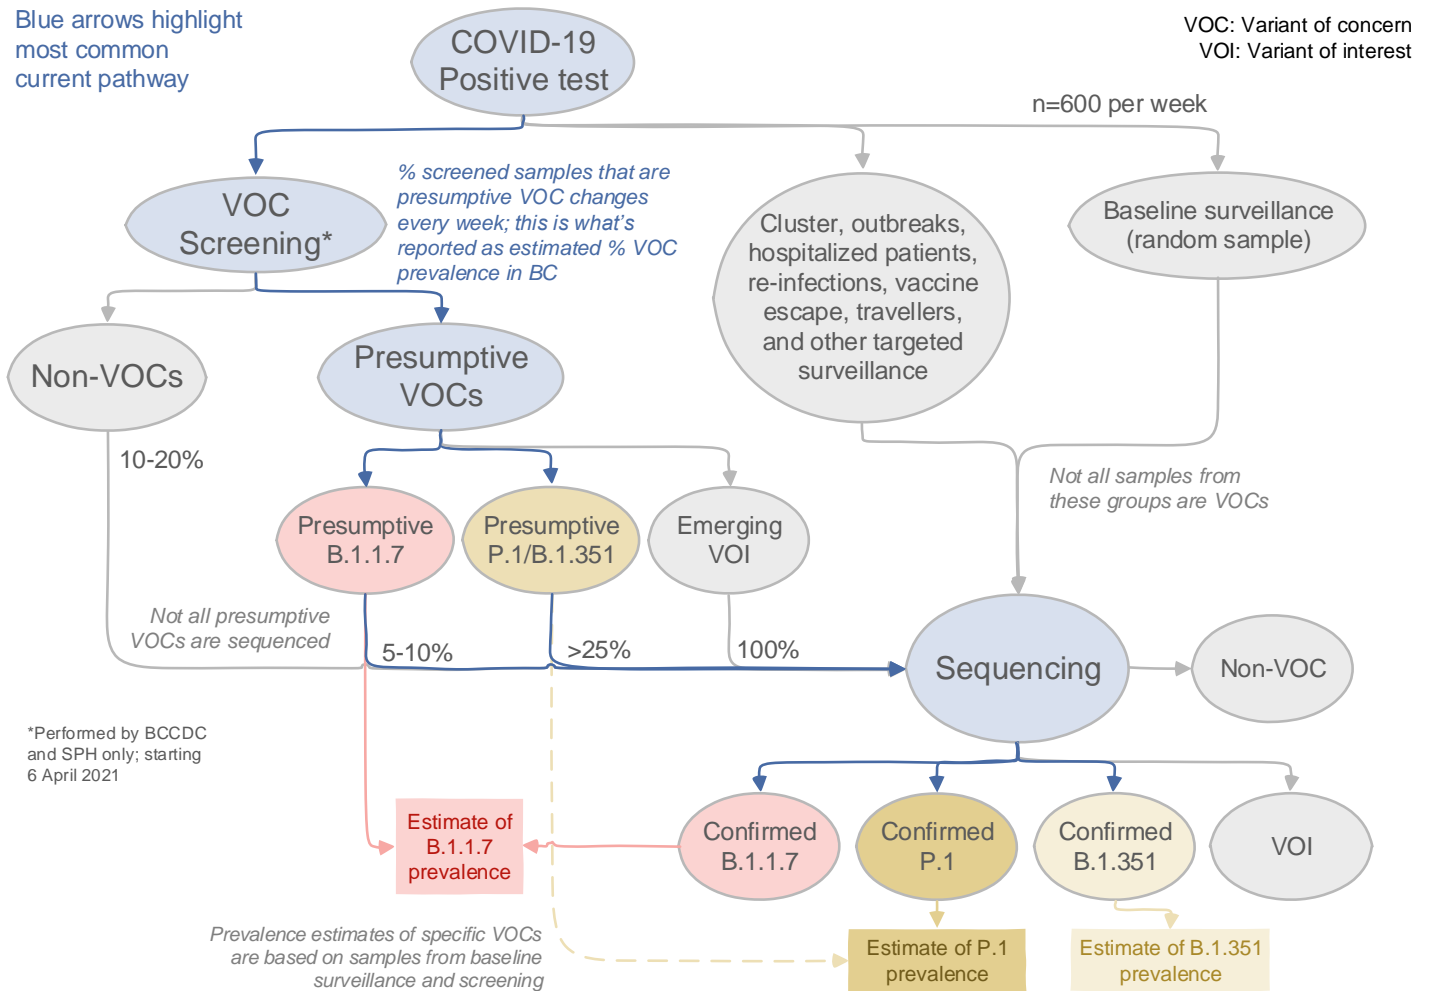 Blue arrows highlight
most common
current pathway
COVID-19
Positive test
VOC: Variant of concern
VOI: Variant of interest
n=600 per week
VOC
Screening*
% screened samples that are
presumptive VOC changes
every week; this is what's
reported as estimated % VOC
prevalence in BC
Cluster, outbreaks,
hospitalized patients,
re-infections, vaccine
escape, travellers,
and other targeted
surveillance
Baseline surveillance
(random sample)
Non-VOCs
Presumptive
VOCs
10-20%
Not all samples from
these groups are VOCs
Presumptive
B.1.1.7
Presumptive
P.1/B.1.351
Emerging
VOI
Not all presumptive
VOCs are sequenced
5-10%
>25%
100%
Sequencing
Non-VOC
*Performed by BCCDC
and SPH only; starting
6 April 2021
Estimate of
B.1.1.7
prevalence
Confirmed
B.1.1.7
Confirmed
P.1
Confirmed
B.1.351
VOI
Prevalence estimates of specific VOCs
are based on samples from baseline
surveillance and screening
Estimate of P.1
prevalence
Estimate of B.1.351
prevalence